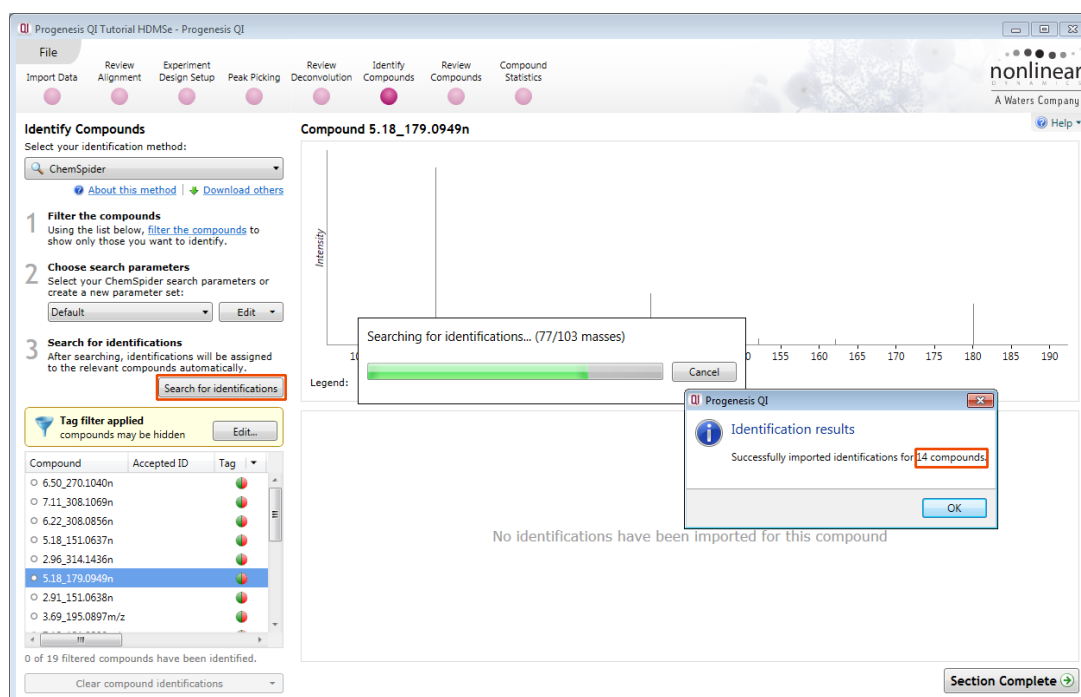 Progenesis QI Tutorial HDMSe - Progenesis QI
File
Import Data
Review Alignment
Experiment Design Setup
Peak Picking
Review Deconvolution
Identify Compounds
Review Compounds
Compound Statistics
nonlinear
DYNAMICS
A Waters Company
Help
Identify Compounds
Select your identification method:
ChemSpider
About this method | Download others
1 Filter the compounds
Using the list below, filter the compounds to
show only those you want to identify.
2 Choose search parameters
Select your ChemSpider search parameters or
create a new parameter set:
Default
Edit
3 Search for identifications
After searching, identifications will be assigned
to the relevant compounds automatically.
Search for identifications
Tag filter applied
compounds may be hidden
Edit...
Compound Accepted ID Tag
6.50_270.1040n
7.11_308.1069n
6.22_308.0856n
5.18_151.0637n
2.96_314.1436n
5.18_179.0949n
2.91_151.0638n
3.69_195.0897m/z
0 of 19 filtered compounds have been identified.
Clear compound identifications
Compound 5.18_179.0949n
Intensity
155 160 165 170 175 180 185 190
Legend:
Searching for identifications... (77/103 masses)
Cancel
Progenesis QI
Identification results
Successfully imported identifications for 14 compounds.
OK
No identifications have been imported for this compound
Section Complete